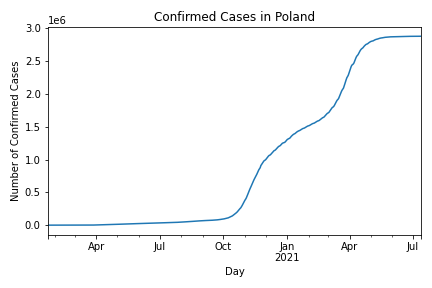 Confirmed Cases in Poland
1e6
3.0
2.5
2.0
1.5
1.0
0.5
0.0
Number of Confirmed Cases
Apr Jul Oct Jan Apr Jul
2021
Day